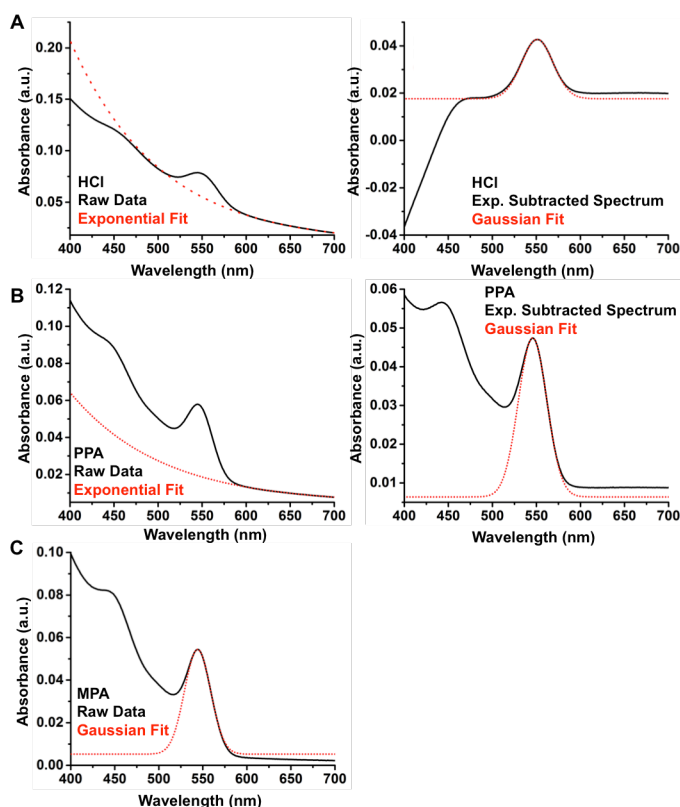 A
Absorbance (a.u.)
0.20
0.15
0.10
0.05
400 450 500 550 600 650 700
Wavelength (nm)
HCl
Raw Data
Exponential Fit
Absorbance (a.u.)
0.04
0.02
0.00
-0.02
-0.04
400 450 500 550 600 650 700
Wavelength (nm)
HCl
Exp. Subtracted Spectrum
Gaussian Fit
B
Absorbance (a.u.)
0.12
0.10
0.08
0.06
0.04
0.02
400 450 500 550 600 650 700
Wavelength (nm)
PPA
Raw Data
Exponential Fit
Absorbance (a.u.)
0.06
0.05
0.04
0.03
0.02
0.01
400 450 500 550 600 650 700
Wavelength (nm)
PPA
Exp. Subtracted Spectrum
Gaussian Fit
C
Absorbance (a.u.)
0.10
0.08
0.06
0.04
0.02
0.00
400 450 500 550 600 650 700
Wavelength (nm)
MPA
Raw Data
Gaussian Fit